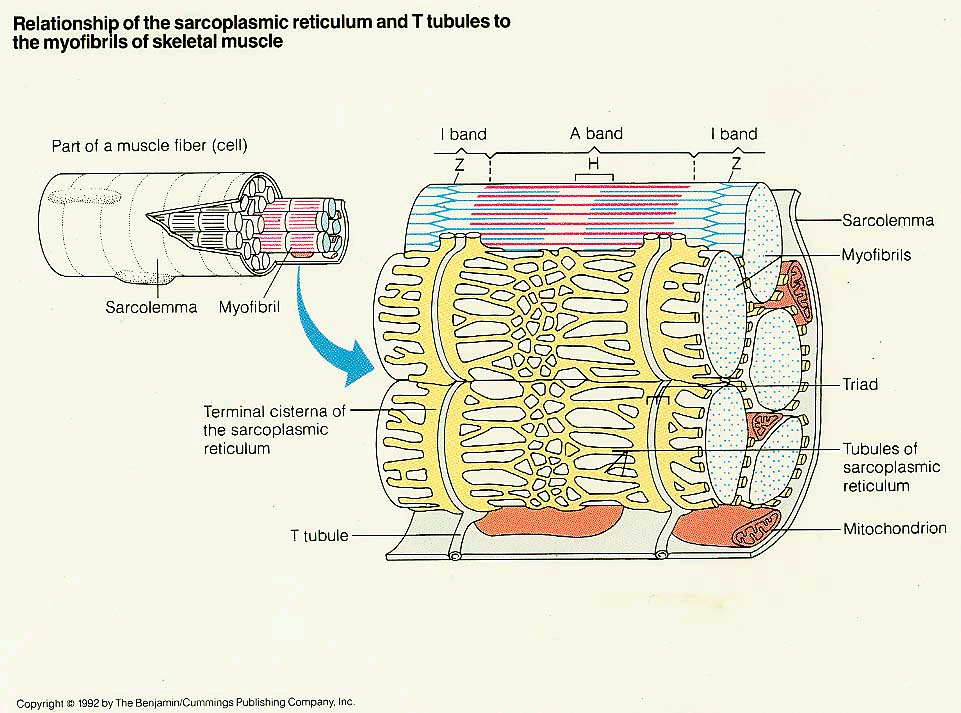 Relationship of the sarcoplasmic reticulum and T tubules to
the myofibrils of skeletal muscle
Part of a muscle fiber (cell)
Sarcolemma
Myofibril
I band
A band
I band
Z
H
Z
Sarcolemma
Myofibrils
Triad
Terminal cisterna of
the sarcoplasmic
reticulum
Tubules of
sarcoplasmic
reticulum
T tubule
Mitochondrion
Copyright © 1992 by The Benjamin/Cummings Publishing Company, Inc.